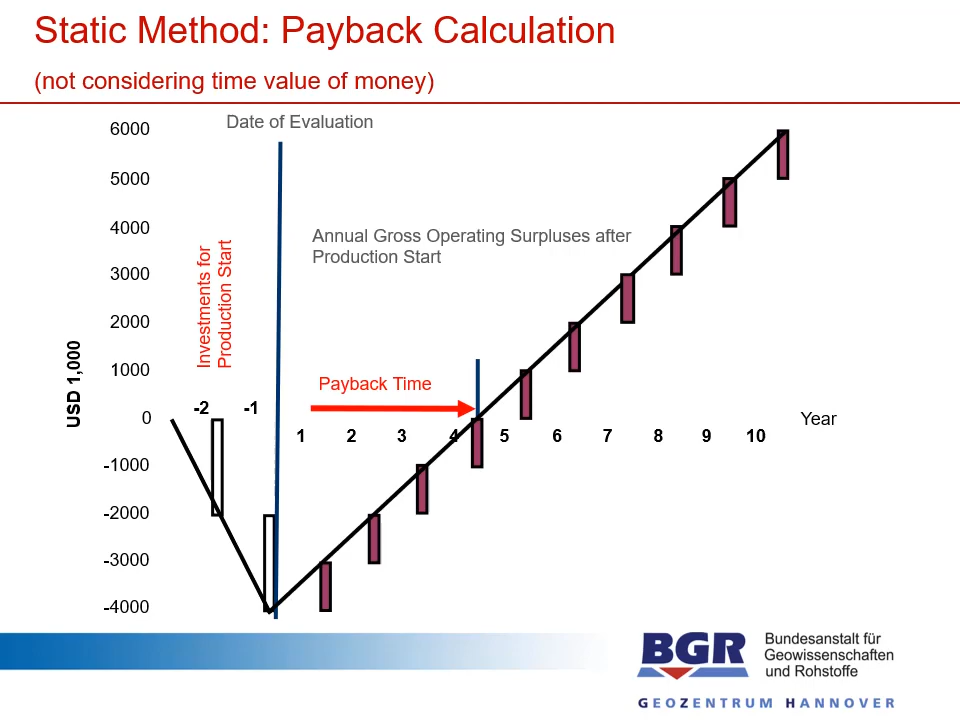 Static Method: Payback Calculation
(not considering time value of money)
Date of Evaluation
6000
5000
4000
3000
2000
1000
0
-1000
-2000
-3000
-4000
USD 1,000
Investments for
Production Start
Annual Gross Operating Surpluses after
Production Start
Payback Time
-2
-1
1
2
3
4
5
6
7
8
9
10
Year
BGR
Bundesanstalt für
Geowissenschaften
und Rohstoffe
GEOZENTRUM HANNOVER